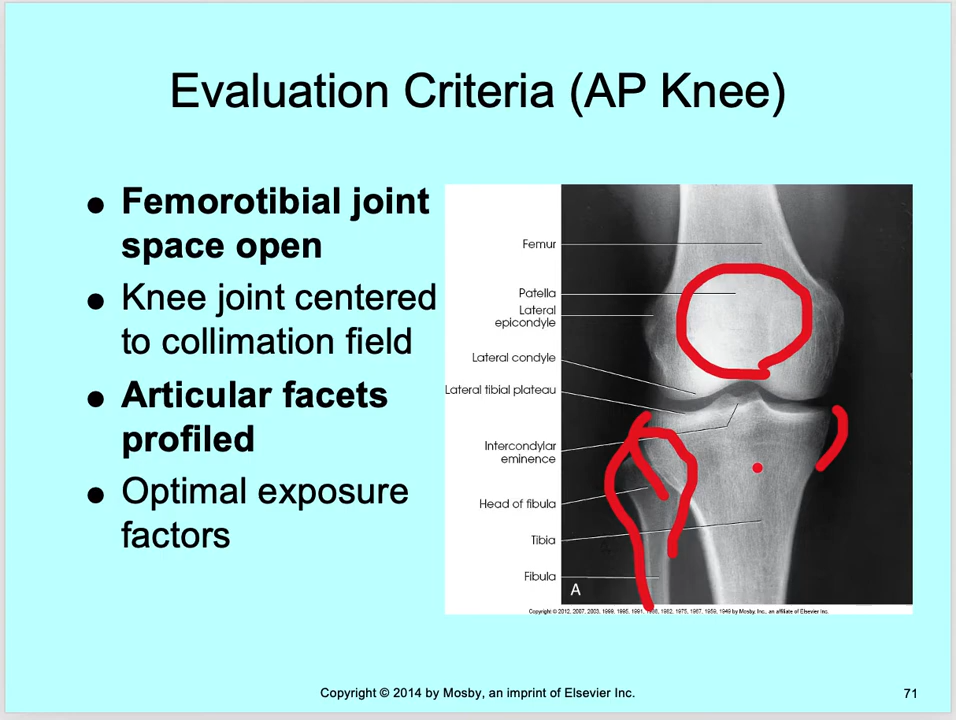 Evaluation Criteria (AP Knee)
● Femorotibial joint
space open
● Knee joint centered
to collimation field
● Articular facets
profiled
● Optimal exposure
factors
Femur
Patella
Lateral
epicondyle
Lateral condyle
Lateral tibial plateau
Intercondylar
eminence
Head of fibula
Tibia
Fibula
A
Copyright © 2012, 2007, 2003, 1999, 1995, 1991, 1982, 1975, 1967, 1959, 1949 by Mosby, Inc., an affiliate of Elsevier Inc.
Copyright © 2014 by Mosby, an imprint of Elsevier Inc.
71